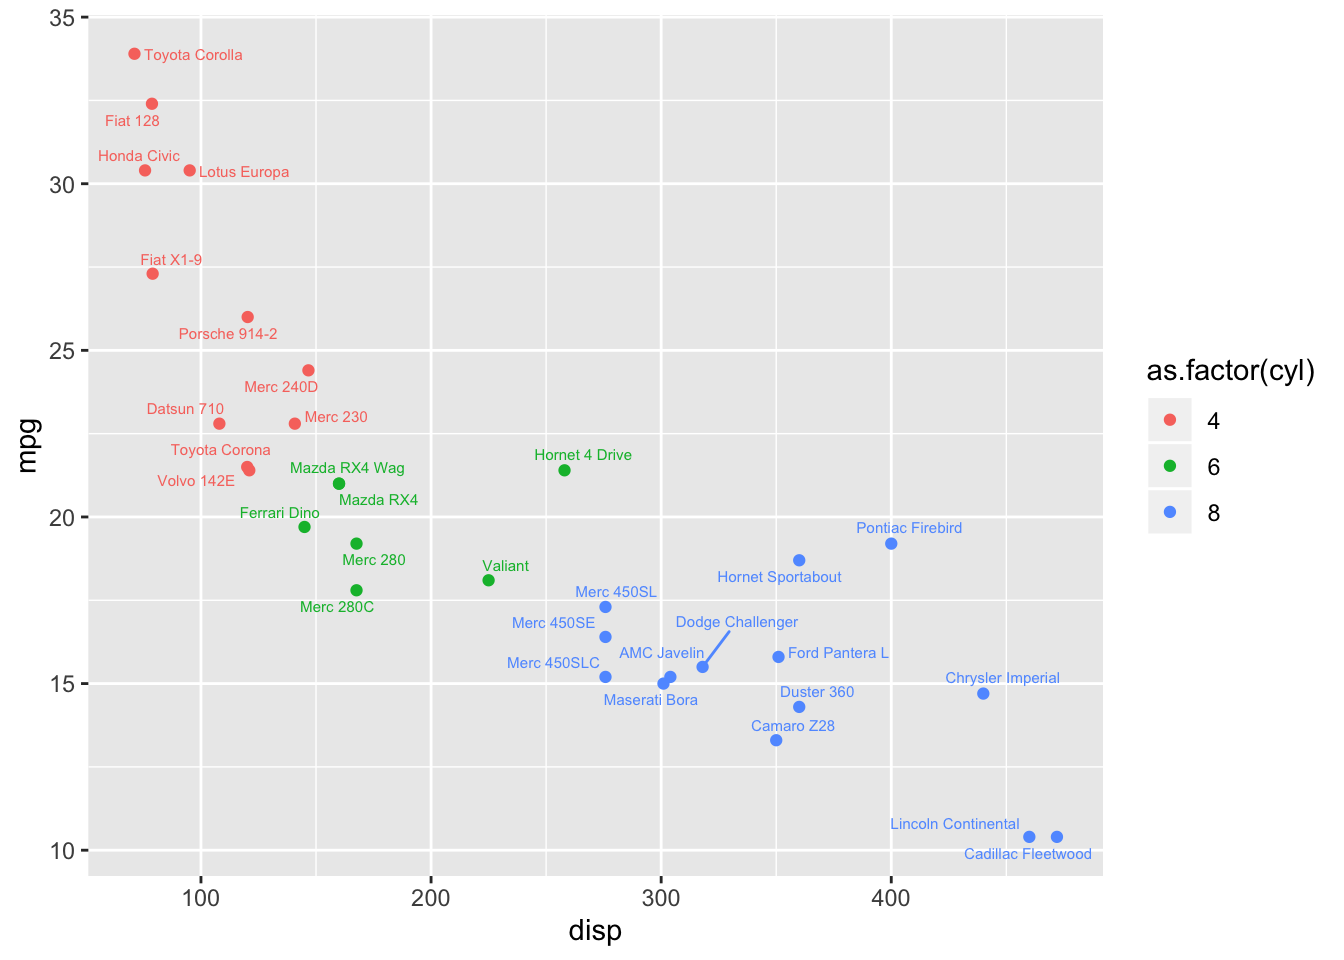 35
Toyota Corolla
Fiat 128
Honda Civic
Lotus Europa
30
Fiat X1-9
Porsche 914-2
25
Merc 240D
Datsun 710
Merc 230
Toyota Corona
Volvo 142E
Mazda RX4 Wag
Hornet 4 Drive
Mazda RX4
Ferrari Dino
20
Pontiac Firebird
Merc 280
Valiant
Hornet Sportabout
Merc 280C
Merc 450SL
Merc 450SE
Dodge Challenger
AMC Javelin
Ford Pantera L
Merc 450SLC
15
Chrysler Imperial
Maserati Bora
Duster 360
Camaro Z28
Lincoln Continental
10
Cadillac Fleetwood
100
200
300
400
disp
mpg
as.factor(cyl)
4
6
8